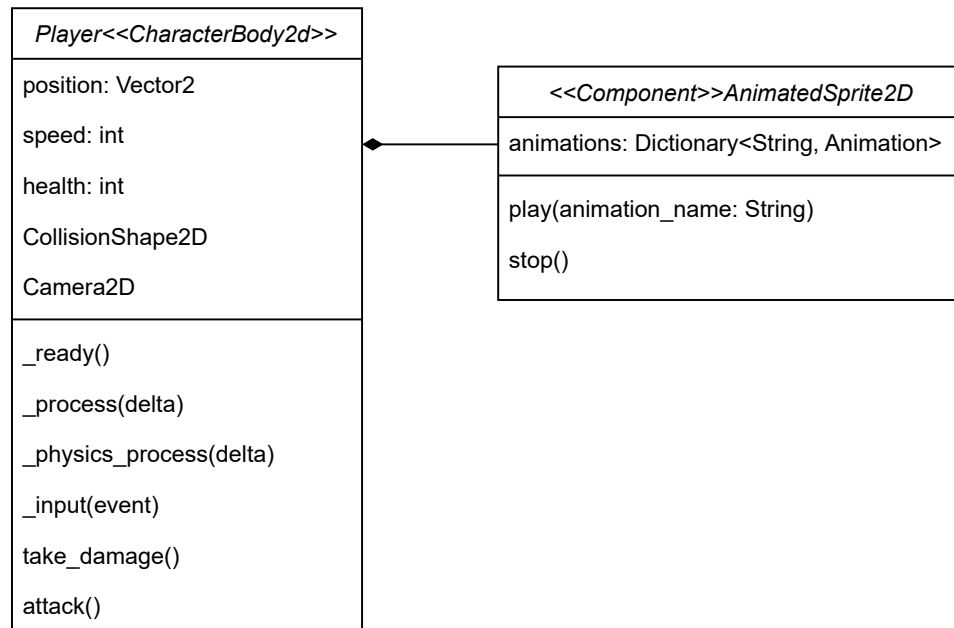 Player<<CharacterBody2d>>
position: Vector2
speed: int
health: int
CollisionShape2D
Camera2D
_ready()
_process(delta)
_physics_process(delta)
_input(event)
take_damage()
attack()
<<Component>>AnimatedSprite2D
animations: Dictionary<String, Animation>
play(animation_name: String)
stop()